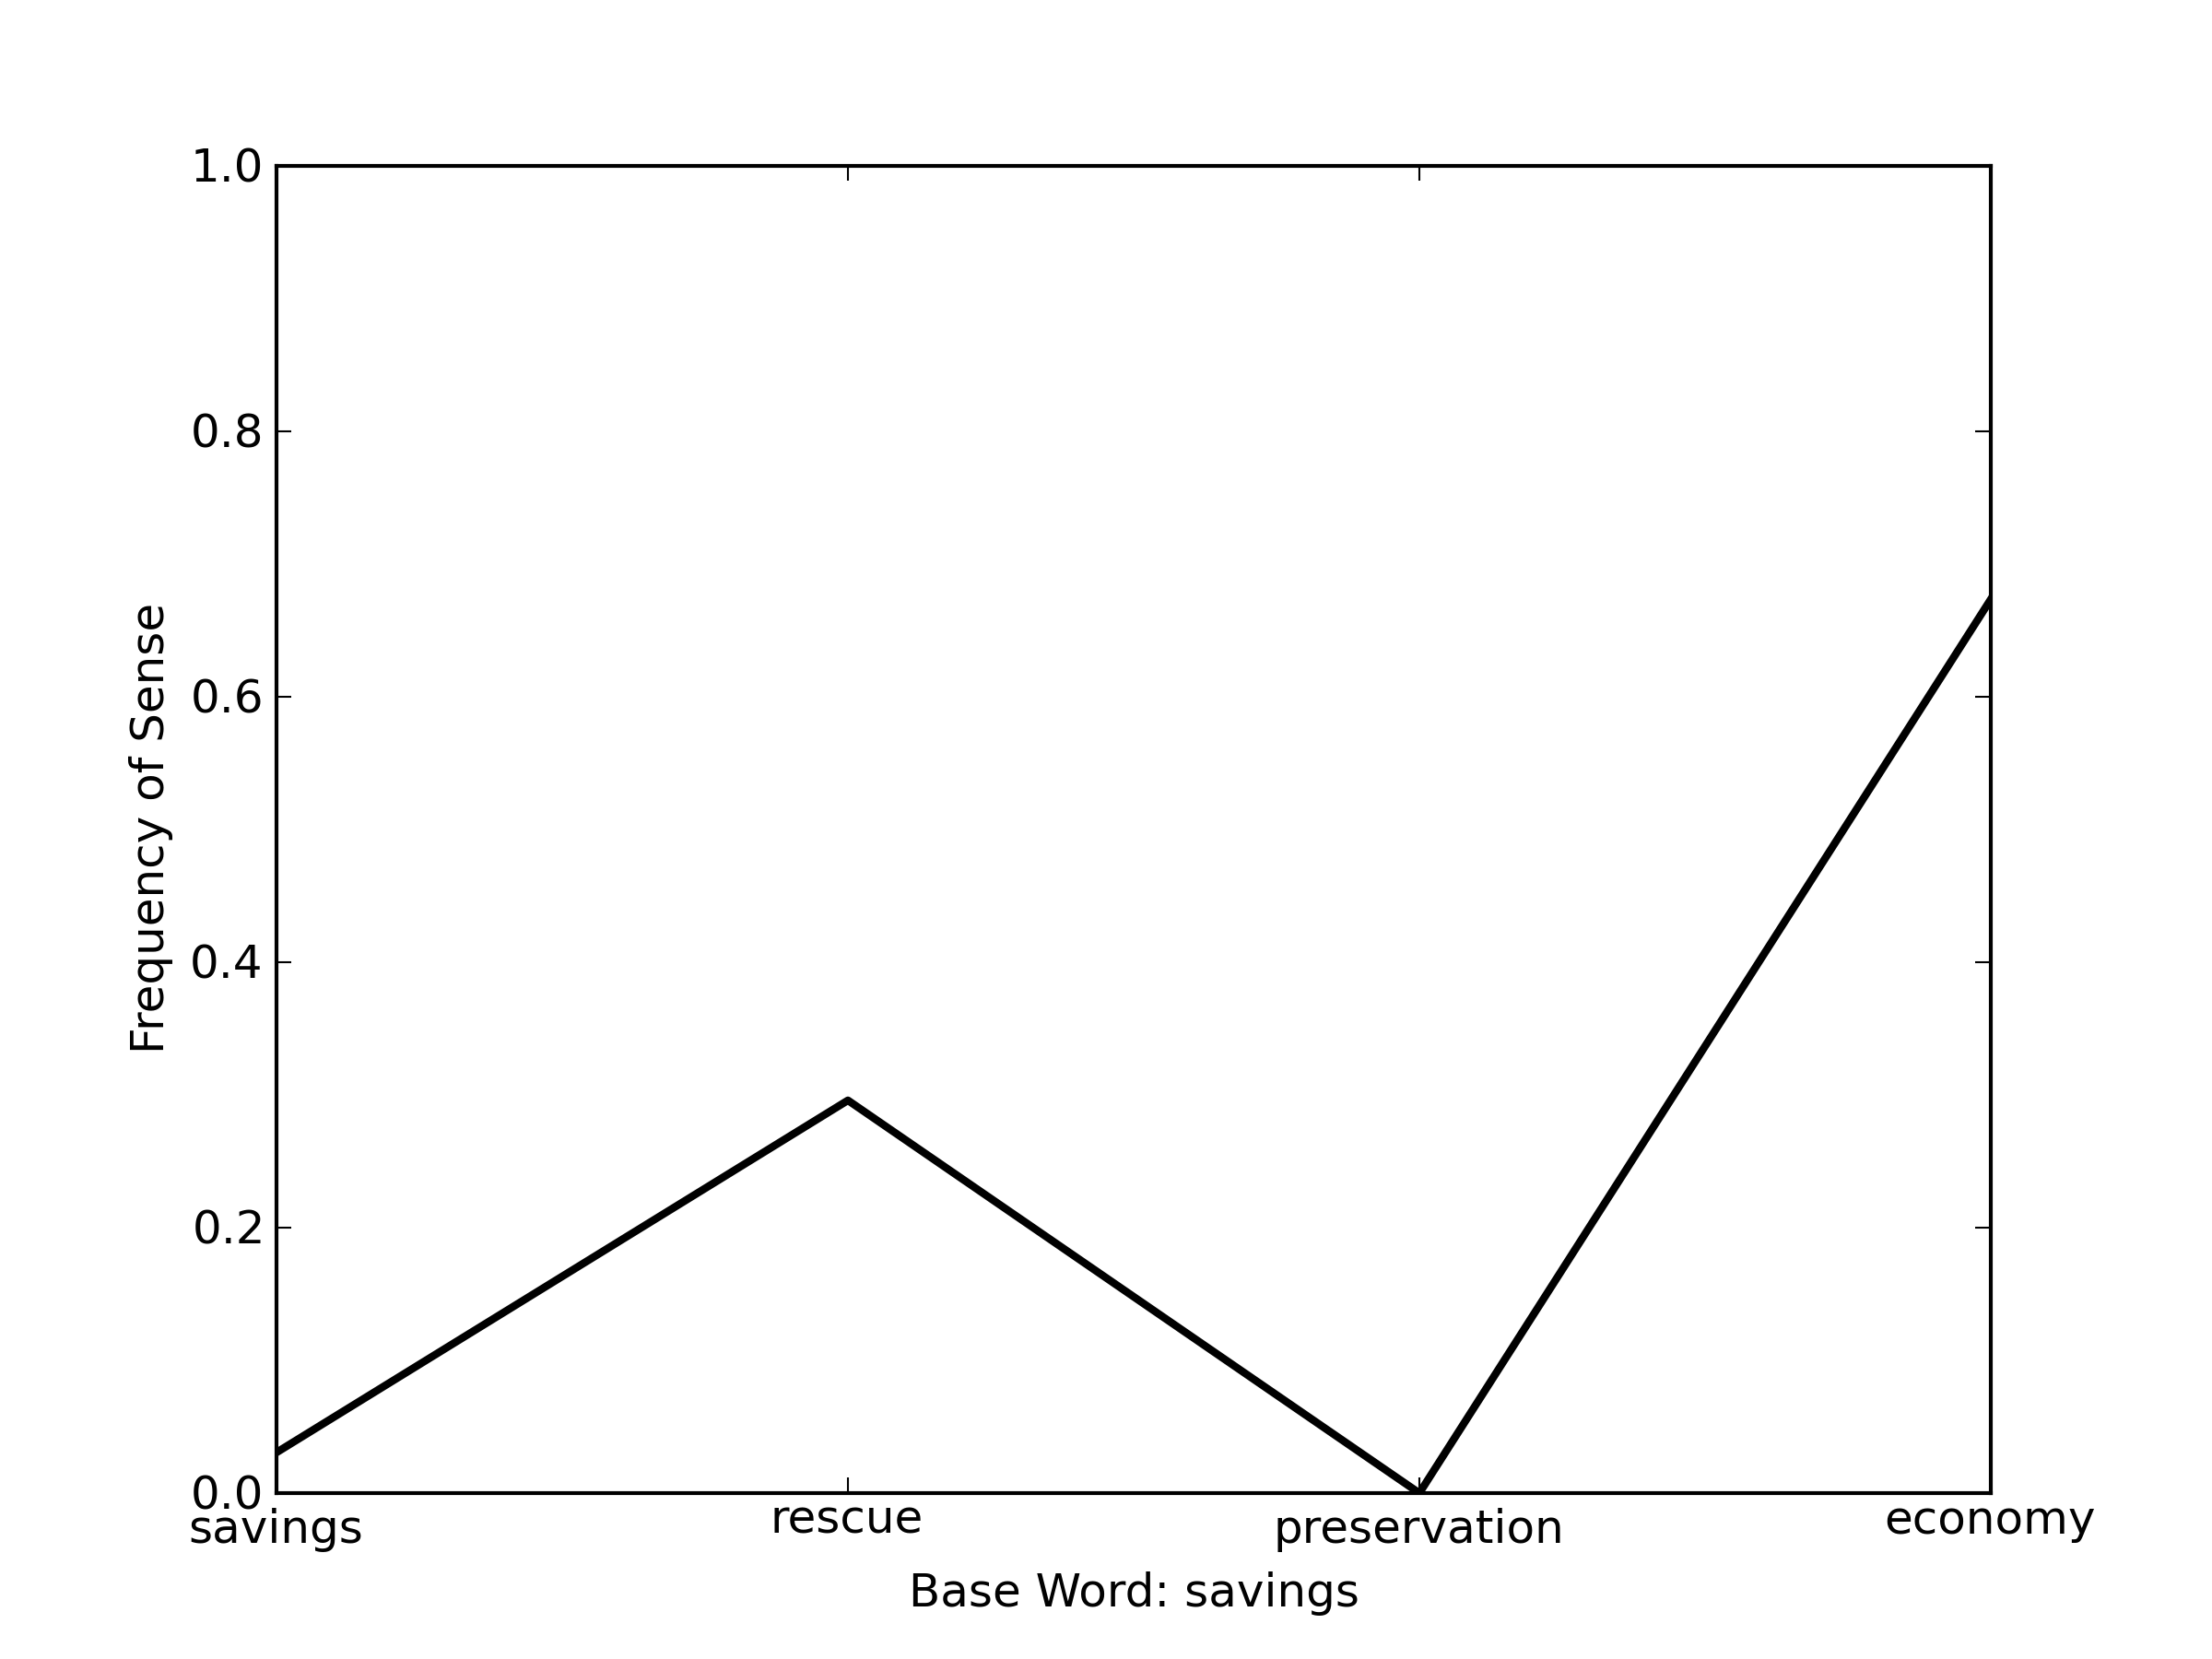 1.0
0.8
0.6
0.4
0.2
0.0
Frequency of Sense
savings
rescue
preservation
economy
Base Word: savings